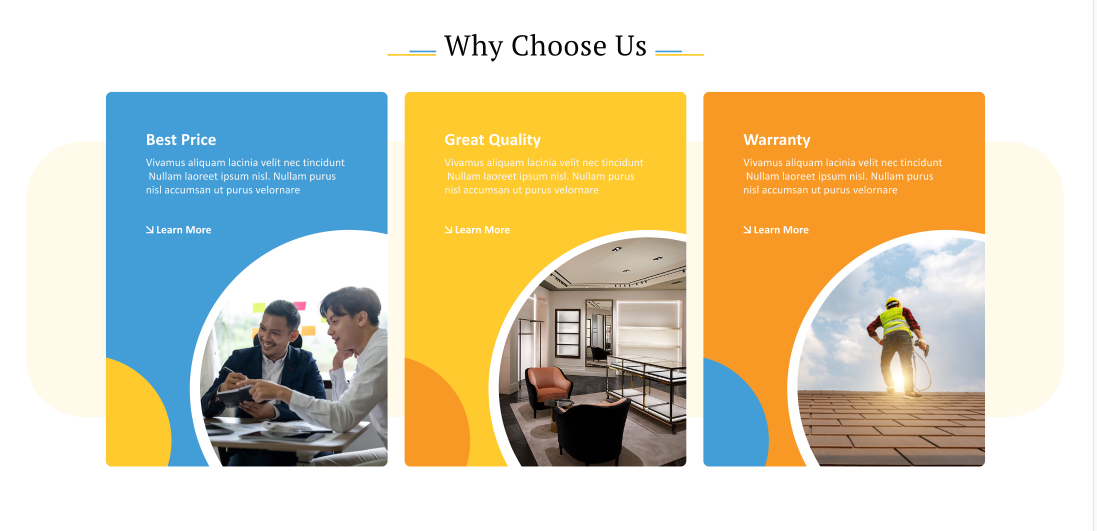 Why Choose Us
Best Price
Vivamus aliquam lacinia velit nec tincidunt
Nullam laoreet ipsum nisl. Nullam purus
nisl accumsan ut purus velornare
Learn More
Great Quality
Vivamus aliquam lacinia velit nec tincidunt
Nullam laoreet ipsum nisl. Nullam purus
nisl accumsan ut purus velornare
Learn More
Warranty
Vivamus aliquam lacinia velit nec tincidunt
Nullam laoreet ipsum nisl. Nullam purus
nisl accumsan ut purus velornare
Learn More